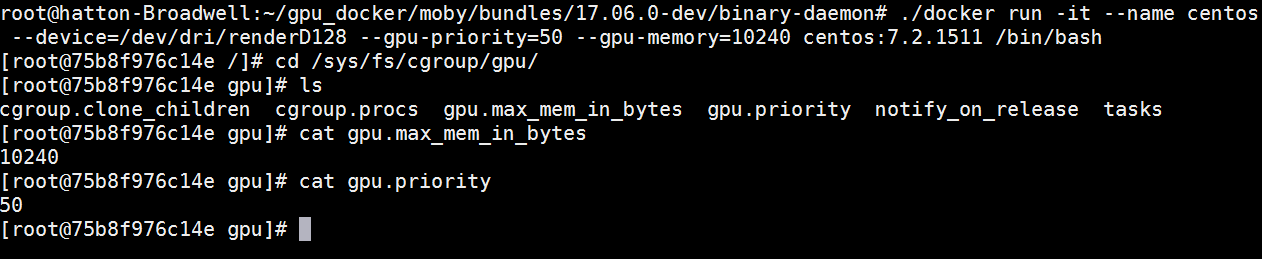 root@hatton-Broadwell:~/gpu_docker/moby/bundles/17.06.0-dev/binary-daemon# ./docker run -it --name centos
--device=/dev/dri/renderD128 --gpu-priority=50 --gpu-memory=10240 centos:7.2.1511 /bin/bash
[root@75b8f976c14e /]# cd /sys/fs/cgroup/gpu/
[root@75b8f976c14e gpu]# ls
cgroup.clone_children  cgroup.procs  gpu.max_mem_in_bytes  gpu.priority  notify_on_release  tasks
[root@75b8f976c14e gpu]# cat gpu.max_mem_in_bytes
10240
[root@75b8f976c14e gpu]# cat gpu.priority
50
[root@75b8f976c14e gpu]#